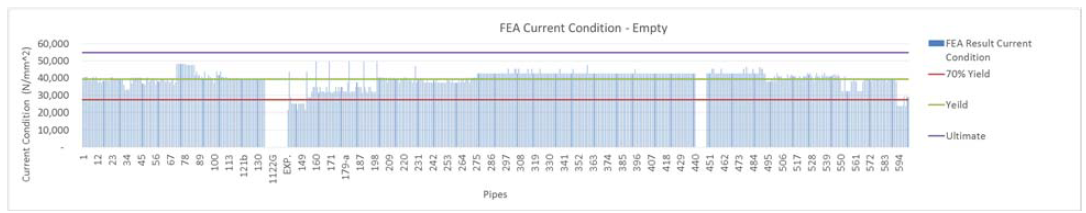 FEA Current Condition - Empty
Current Condition (N/mm^2)
60,000
50,000
40,000
30,000
20,000
10,000
-
1 12 23 34 45 56 67 78 89 100 113 121b 130 1122G EXP. 149 160 171 179-a 187 198 209 220 231 242 253 264 275 286 297 308 319 330 341 352 363 374 385 396 407 418 429 440 451 462 473 484 495 506 517 528 539 550 561 572 583 594
Pipes
FEA Result Current
Condition
70% Yield
Yeild
Ultimate